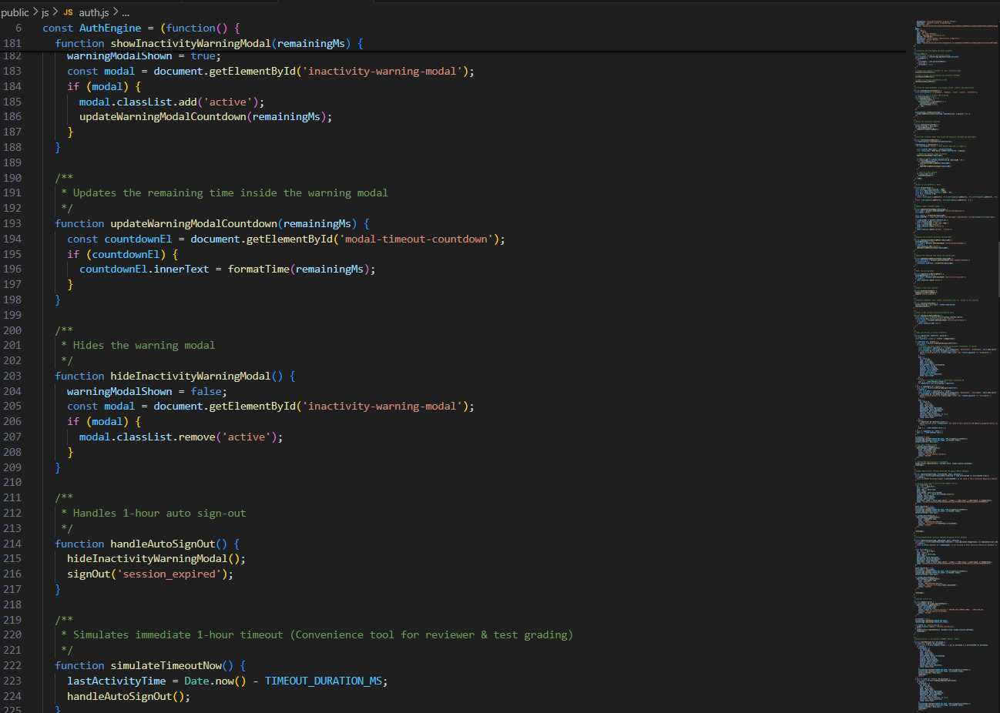 public > js > JS auth.js > ...
6 const AuthEngine = (function() {
181 function showInactivityWarningModal(remainingMs) {
182 warningModalShown = true;
183 const modal = document.getElementById('inactivity-warning-modal');
184 if (modal) {
185 modal.classList.add('active');
186 updateWarningModalCountdown(remainingMs);
187 }
188 }
189
190 /**
191 * Updates the remaining time inside the warning modal
192 */
193 function updateWarningModalCountdown(remainingMs) {
194 const countdownEl = document.getElementById('modal-timeout-countdown');
195 if (countdownEl) {
196 countdownEl.innerText = formatTime(remainingMs);
197 }
198 }
199
200 /**
201 * Hides the warning modal
202 */
203 function hideInactivityWarningModal() {
204 warningModalShown = false;
205 const modal = document.getElementById('inactivity-warning-modal');
206 if (modal) {
207 modal.classList.remove('active');
208 }
209 }
210
211 /**
212 * Handles 1-hour auto sign-out
213 */
214 function handleAutoSignOut() {
215 hideInactivityWarningModal();
216 signOut('session_expired');
217 }
218
219 /**
220 * Simulates immediate 1-hour timeout (Convenience tool for reviewer & test grading)
221 */
222 function simulateTimeoutNow() {
223 lastActivityTime = Date.now() - TIMEOUT_DURATION_MS;
224 handleAutoSignOut();
225 }